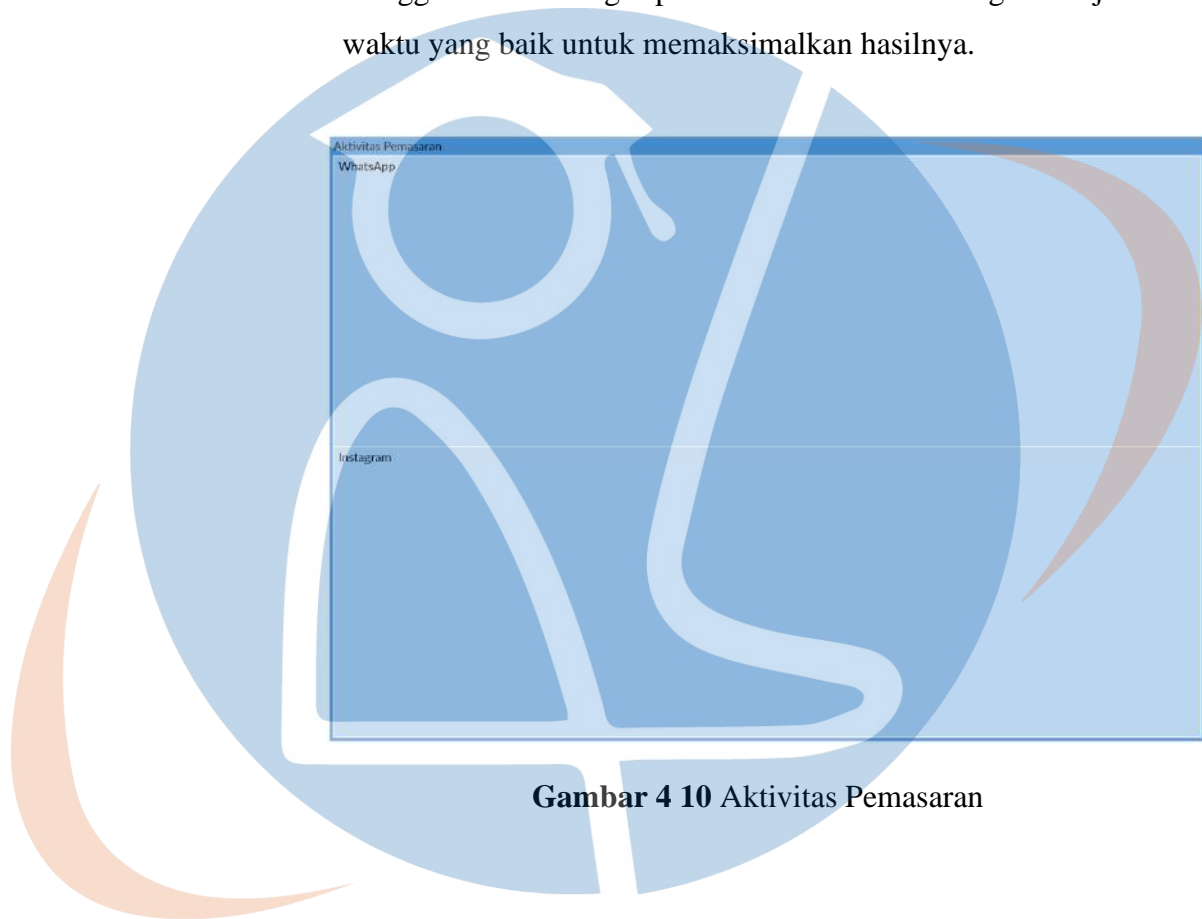 waktu yang baik untuk memaksimalkan hasilnya.
Aktivitas Pemasaran
WhatsApp
Instagram
Gambar 4 10 Aktivitas Pemasaran